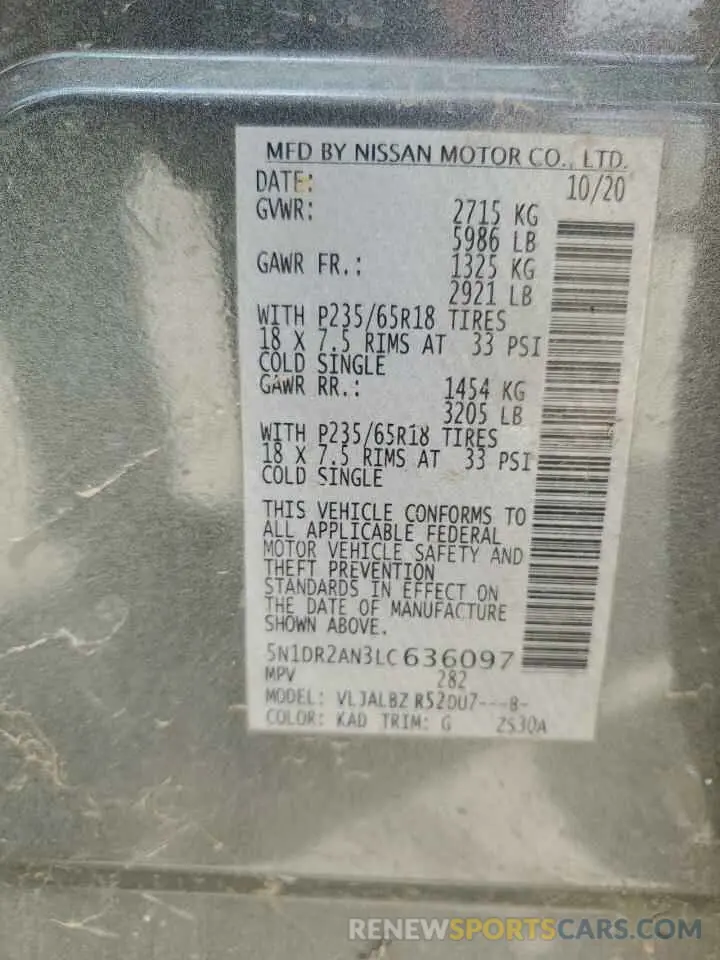 MFD BY NISSAN MOTOR CO., LTD.
DATE: 10/20
GVWR: 2715 KG
5986 LB
GAWR FR.: 1325 KG
2921 LB
WITH P235/65R18 TIRES
18 X 7.5 RIMS AT 33 PSI
COLD SINGLE
GAWR RR.: 1454 KG
3205 LB
WITH P235/65R18 TIRES
18 X 7.5 RIMS AT 33 PSI
COLD SINGLE
THIS VEHICLE CONFORMS TO
ALL APPLICABLE FEDERAL
MOTOR VEHICLE SAFETY AND
THEFT PREVENTION
STANDARDS IN EFFECT ON
THE DATE OF MANUFACTURE
SHOWN ABOVE.
5N1DR2AN3LC636097
MPV 282
MODEL: VLJALBZ R52DU7---B-
COLOR: KAD TRIM: G 2S30A
RENEWSPORTSCARS.COM